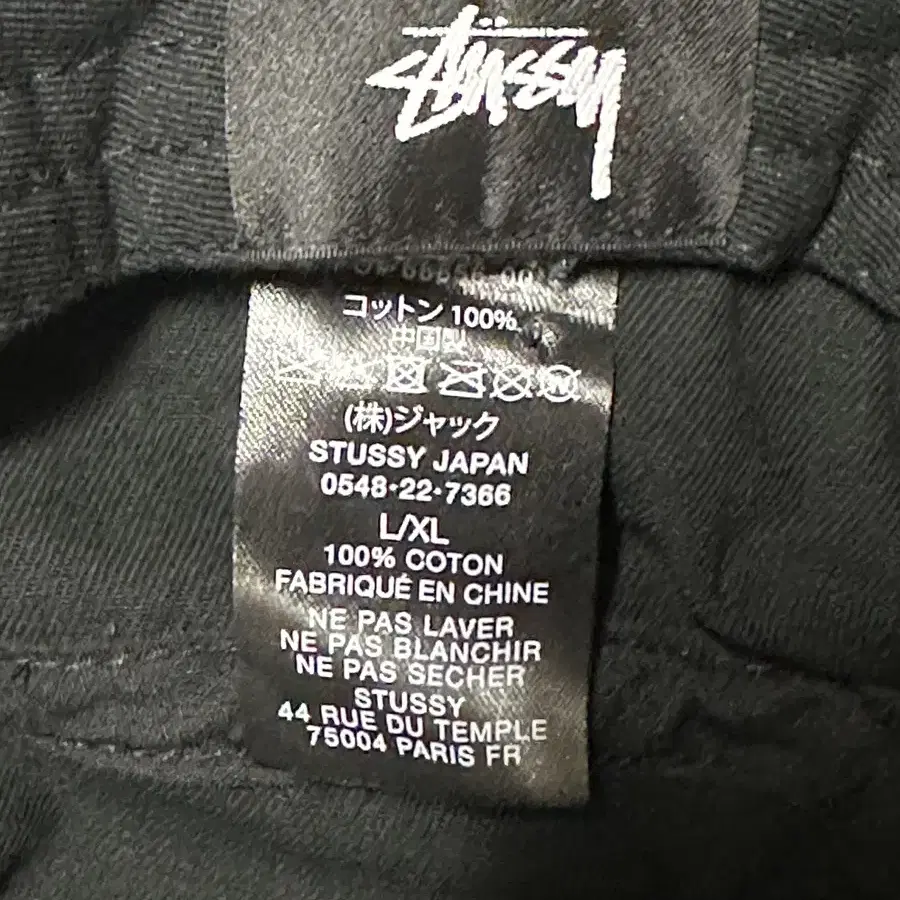 STÜSSY
コットン 100%
中国製
(株)ジャック
STUSSY JAPAN
0548・22・7366
L/XL
100% COTON
FABRIQUÉ EN CHINE
NE PAS LAVER
NE PAS BLANCHIR
NE PAS SECHER
STUSSY
44 RUE DU TEMPLE
75004 PARIS FR